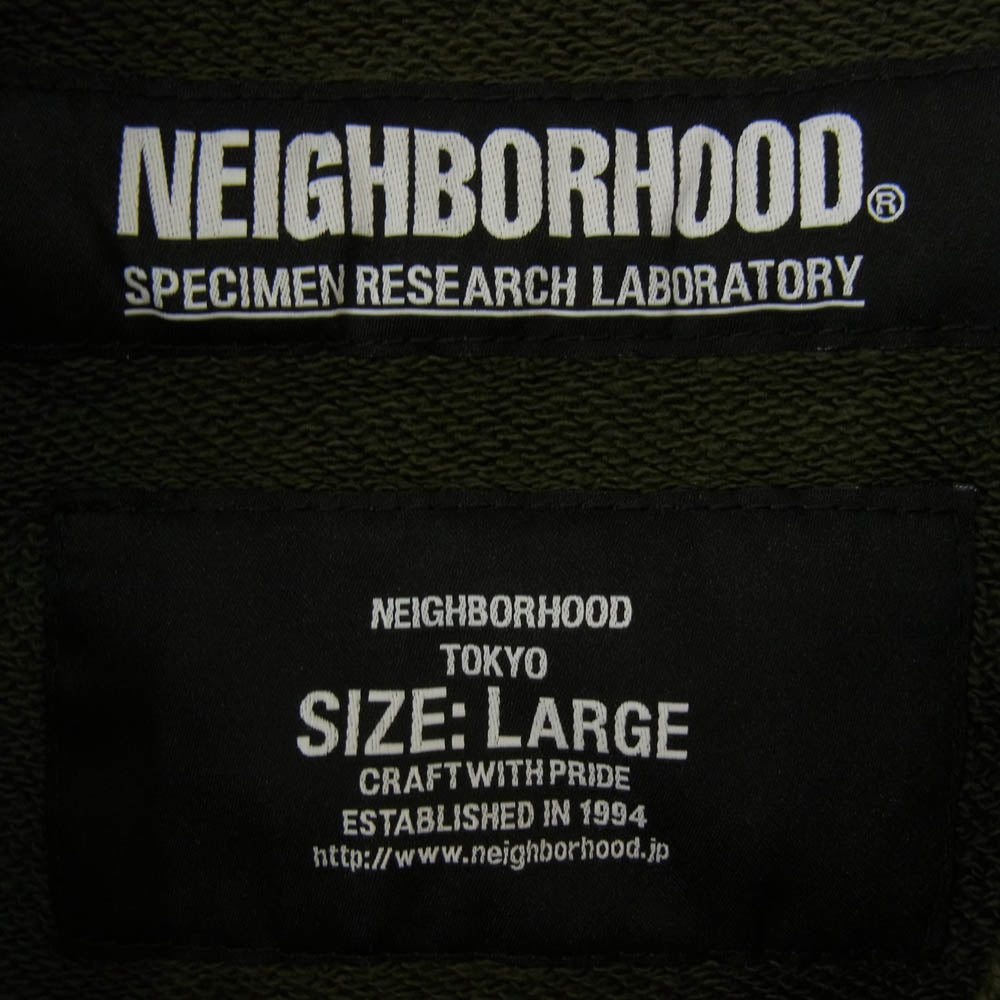 NEIGHBORHOOD®
SPECIMEN RESEARCH LABORATORY
NEIGHBORHOOD
TOKYO
SIZE: LARGE
CRAFT WITH PRIDE
ESTABLISHED IN 1994
http://www.neighborhood.jp